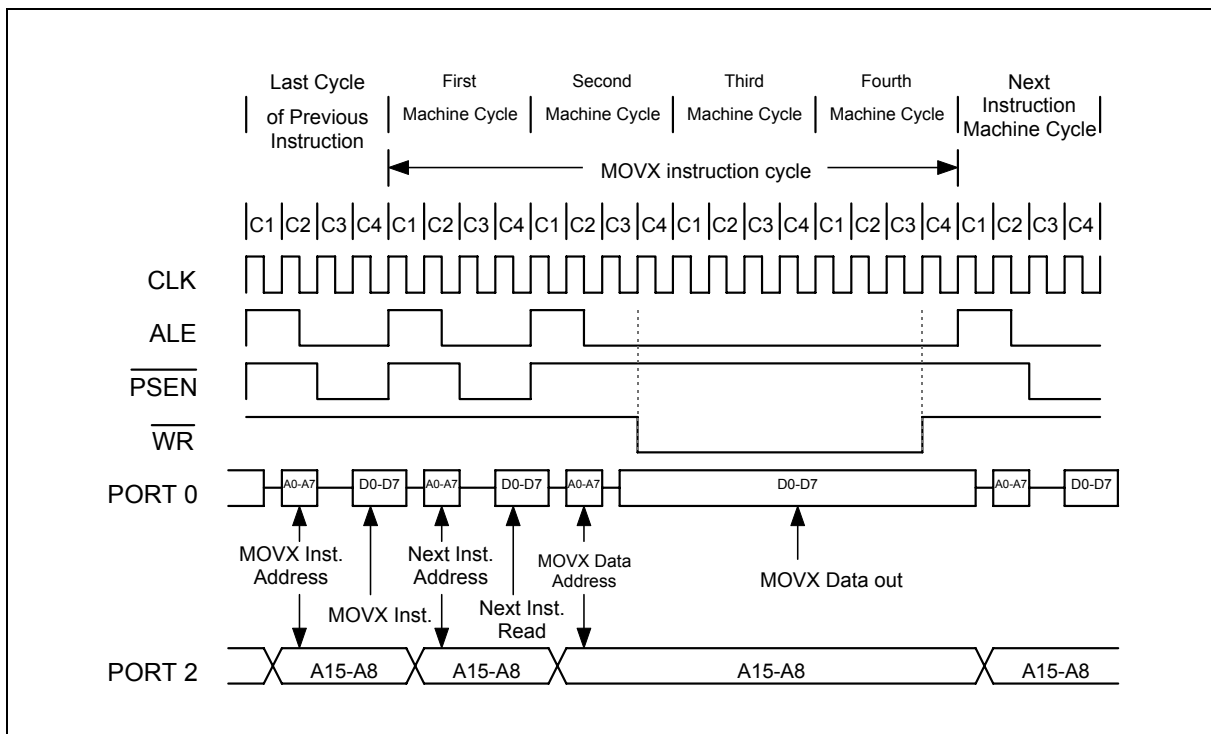 Last Cycle
of Previous
Instruction
First
Machine Cycle
Second
Machine Cycle
Third
Machine Cycle
Fourth
Machine Cycle
Next
Instruction
Machine Cycle
MOVX instruction cycle
C1 C2 C3 C4 C1 C2 C3 C4 C1 C2 C3 C4 C1 C2 C3 C4 C1 C2 C3 C4 C1 C2 C3 C4
CLK
ALE
PSEN
WR
PORT 0
A0-A7 D0-D7 A0-A7 D0-D7 A0-A7 D0-D7 A0-A7 D0-D7
MOVX Inst.
Address
MOVX Inst.
Next Inst.
Address
Next Inst.
Read
MOVX Data
Address
MOVX Data out
PORT 2
A15-A8 A15-A8 A15-A8 A15-A8